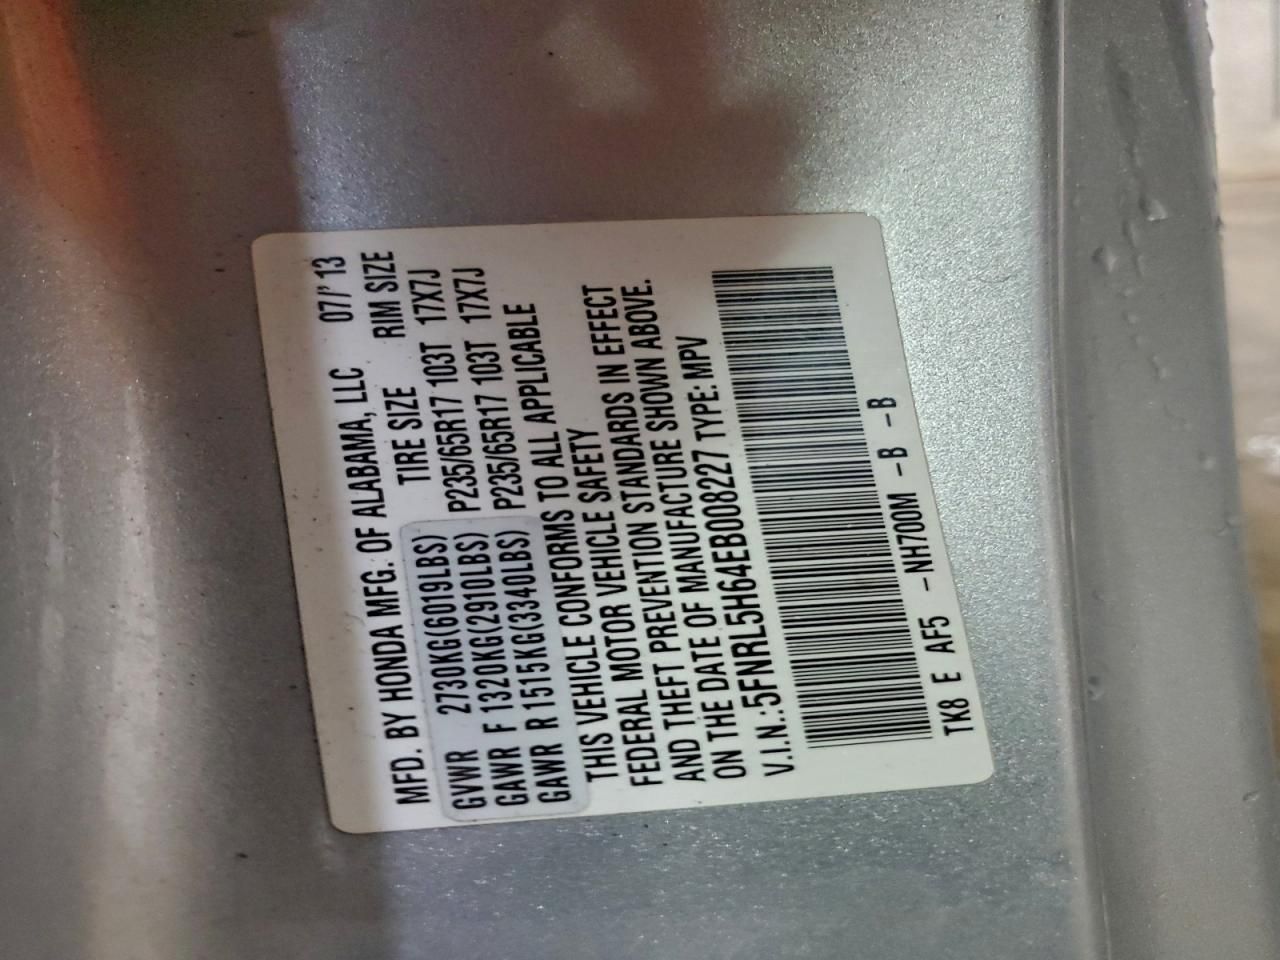 MFD. BY HONDA MFG. OF ALABAMA, LLC 07/'13
TIRE SIZE RIM SIZE
GVWR 2730KG(6019LBS)
GAWR F 1320KG(2910LBS) P235/65R17 103T 17X7J
GAWR R 1515KG(3340LBS) P235/65R17 103T 17X7J
THIS VEHICLE CONFORMS TO ALL APPLICABLE
FEDERAL MOTOR VEHICLE SAFETY
AND THEFT PREVENTION STANDARDS IN EFFECT
ON THE DATE OF MANUFACTURE SHOWN ABOVE.
V.I.N.:5FNRL5H64EB008227 TYPE: MPV
TK8 E AF5 -NH700M -B -B